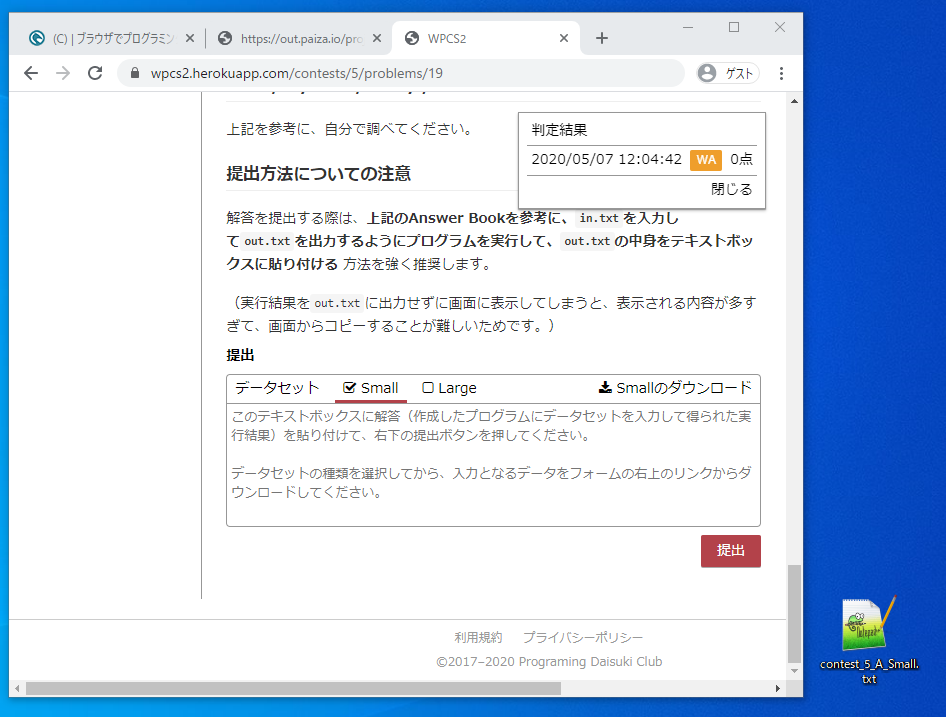 (C) | ブラウザでプログラミン
https://out.paiza.io/pro
WPCS2
wpcs2.herokuapp.com/contests/5/problems/19
ゲスト
上記を参考に、自分で調べてください。
判定結果
2020/05/07 12:04:42 WA 0点
閉じる
提出方法についての注意
解答を提出する際は、上記のAnswer Bookを参考に、 in.txt を入力し
て out.txt を出力するようにプログラムを実行して、 out.txt の中身をテキストボッ
クスに貼り付ける 方法を強く推奨します。
（実行結果を out.txt に出力せずに画面に表示してしまうと、表示される内容が多す
ぎて、画面からコピーすることが難しいためです。）
提出
データセット Small Large Smallのダウンロード
このテキストボックスに解答（作成したプログラムにデータセットを入力して得られた実
行結果）を貼り付けて、右下の提出ボタンを押してください。
データセットの種類を選択してから、入力となるデータをフォームの右上のリンクからダ
ウンロードしてください。
提出
利用規約 プライバシーポリシー
©2017–2020 Programing Daisuki Club
contest_5_A_Small.
txt